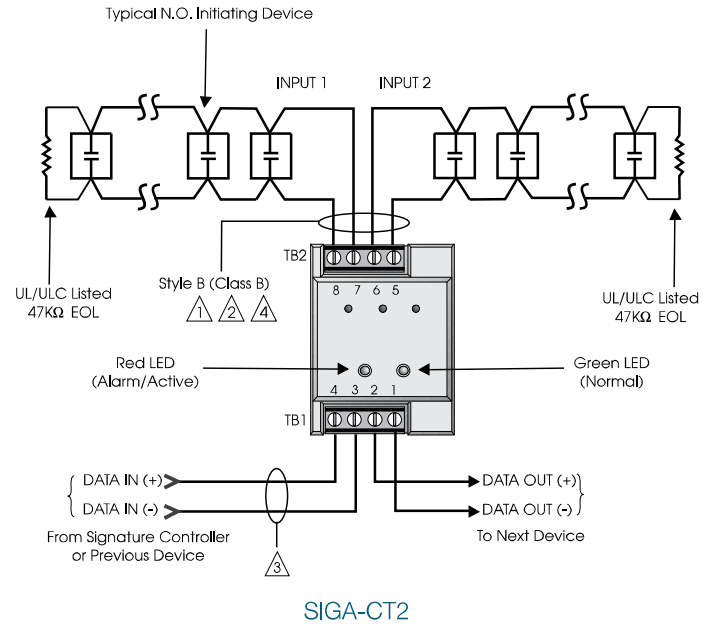 Typical N.O. Initiating Device
INPUT 1
INPUT 2
TB2
8 7 6 5
Style B (Class B)
1 2 4
UL/ULC Listed
47KΩ EOL
UL/ULC Listed
47KΩ EOL
Red LED
(Alarm/Active)
Green LED
(Normal)
4 3 2 1
TB1
DATA IN (+)
DATA IN (-)
From Signature Controller
or Previous Device
3
DATA OUT (+)
DATA OUT (-)
To Next Device
SIGA-CT2